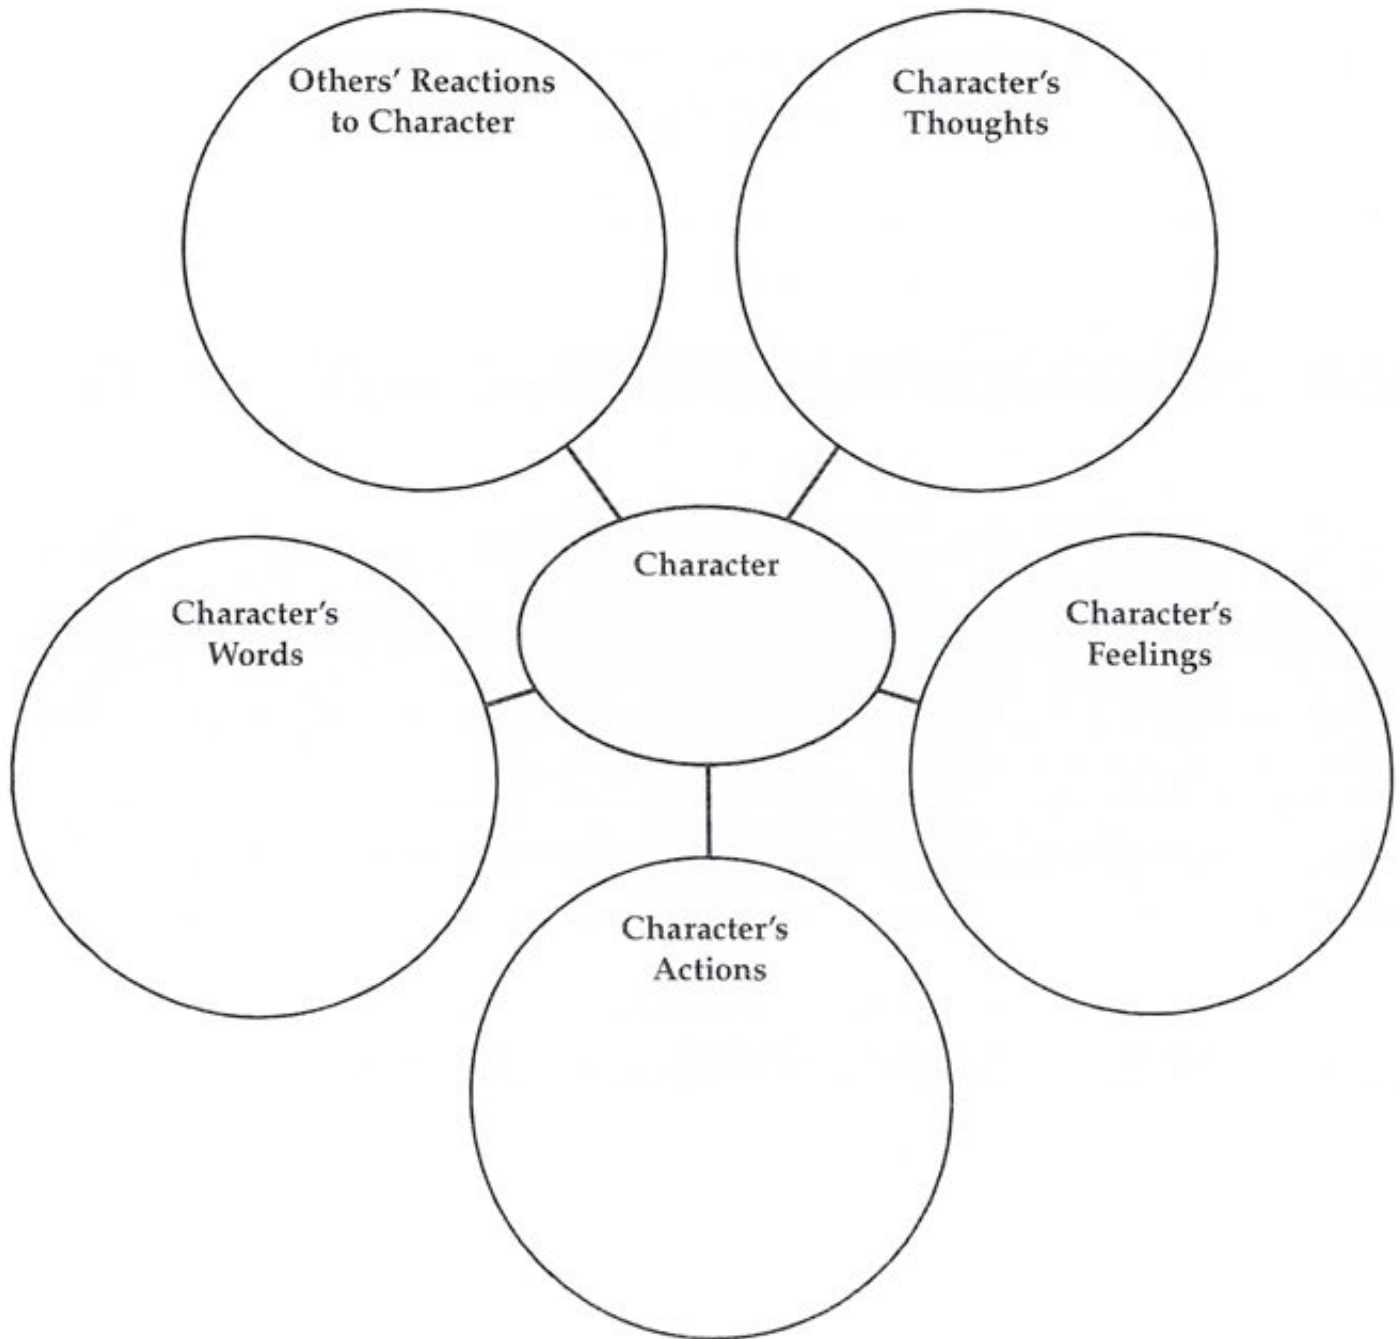 Others' Reactions
to Character
Character's
Thoughts
Character
Character's
Words
Character's
Feelings
Character's
Actions